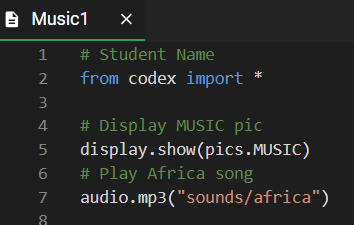 Music1
1 # Student Name
2 from codex import *
3
4 # Display MUSIC pic
5 display.show(pics.MUSIC)
6 # Play Africa song
7 audio.mp3("sounds/africa")
8